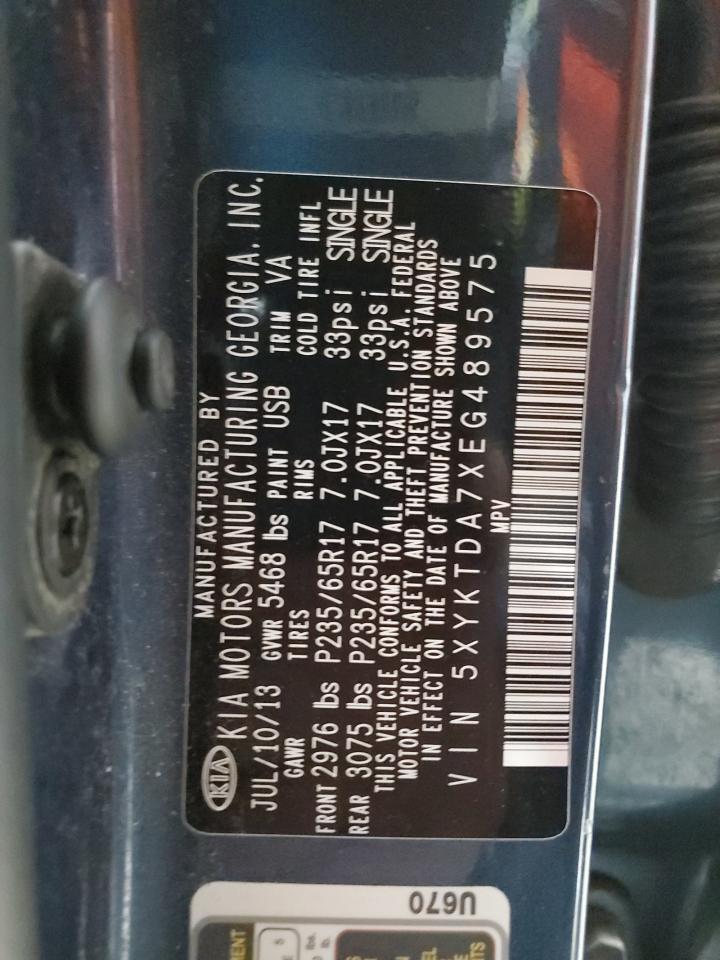 MANUFACTURED BY
KIA KIA MOTORS MANUFACTURING GEORGIA, INC.
JUL/10/13 GVWR 5468 lbs PAINT USB TRIM VA
GAWR TIRES RIMS COLD TIRE INFL
FRONT 2976 lbs P235/65R17 7.0JX17 33psi SINGLE
REAR 3075 lbs P235/65R17 7.0JX17 33psi SINGLE
THIS VEHICLE CONFORMS TO ALL APPLICABLE U.S.A. FEDERAL
MOTOR VEHICLE SAFETY AND THEFT PREVENTION STANDARDS
IN EFFECT ON THE DATE OF MANUFACTURE SHOWN ABOVE
VIN 5XYKTDA7XEG489575
MPV
U670